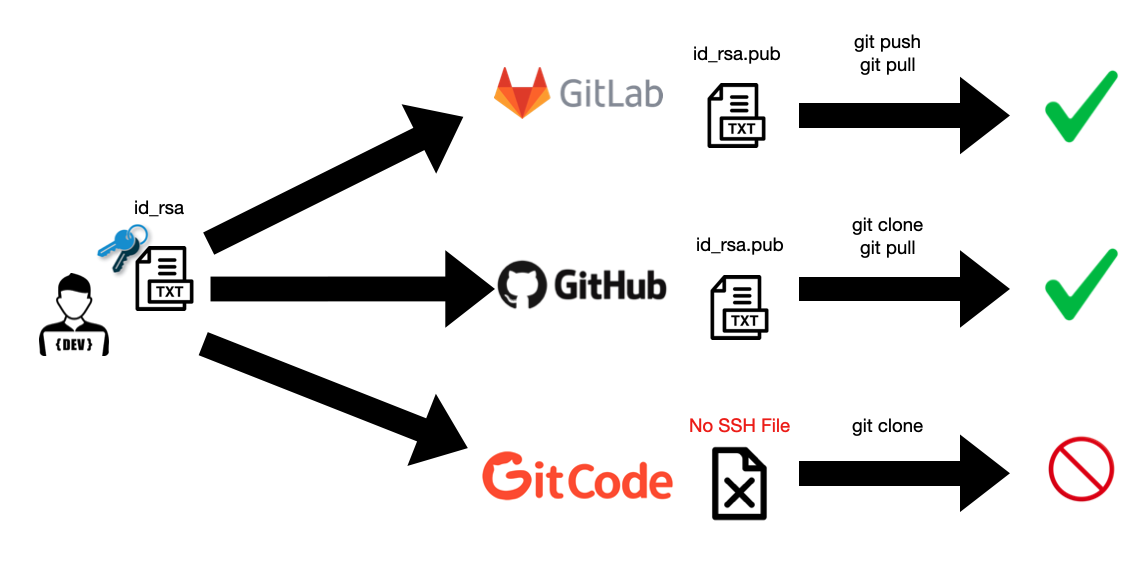 id_rsa
TXT
{DEV}
GitLab
id_rsa.pub
TXT
git push
git pull
GitHub
id_rsa.pub
TXT
git clone
git pull
GitCode
No SSH File
git clone